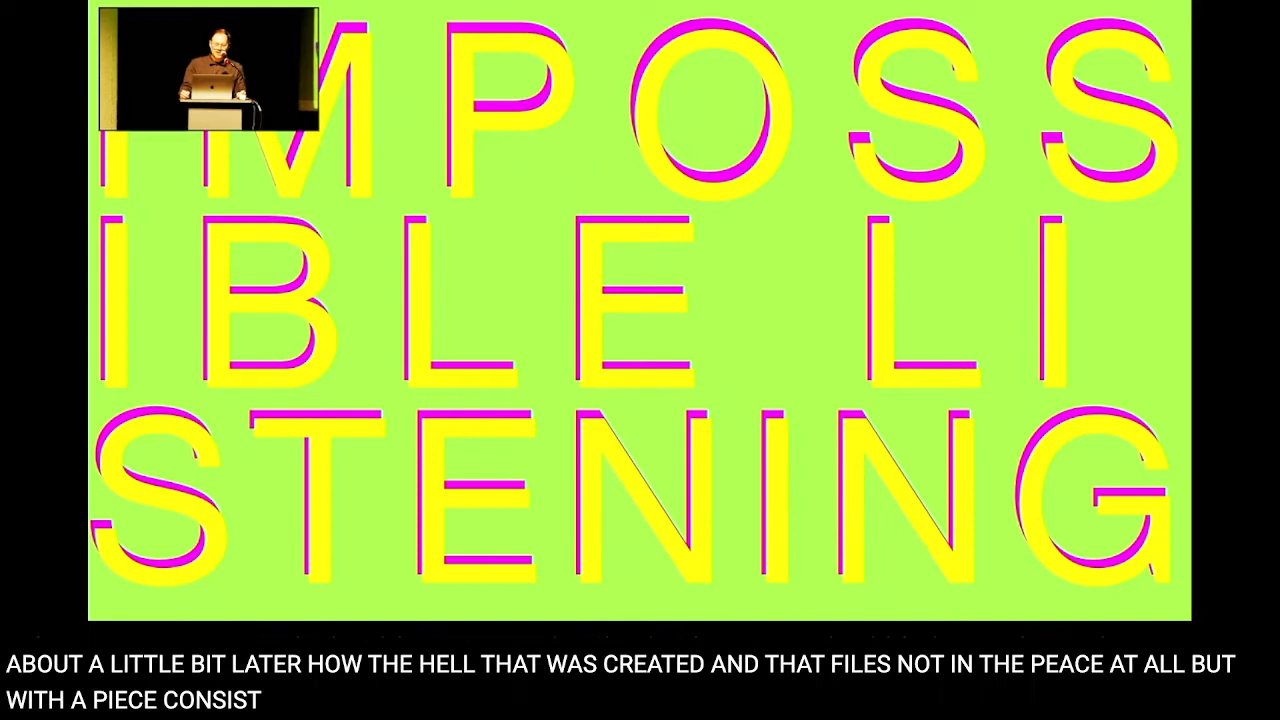 IMPOSS
IBLE LI
STENING
ABOUT A LITTLE BIT LATER HOW THE HELL THAT WAS CREATED AND THAT FILES NOT IN THE PEACE AT ALL BUT
WITH A PIECE CONSIST